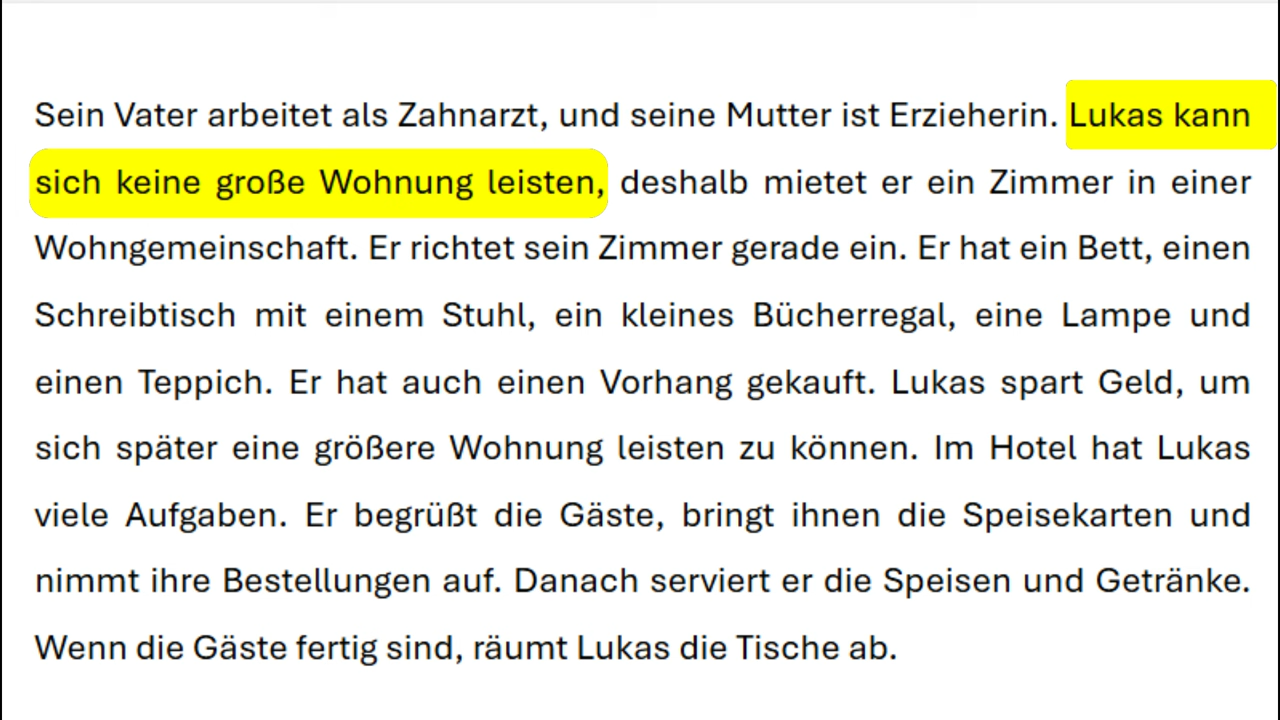 Sein Vater arbeitet als Zahnarzt, und seine Mutter ist Erzieherin. Lukas kann
sich keine große Wohnung leisten, deshalb mietet er ein Zimmer in einer
Wohngemeinschaft. Er richtet sein Zimmer gerade ein. Er hat ein Bett, einen
Schreibtisch mit einem Stuhl, ein kleines Bücherregal, eine Lampe und
einen Teppich. Er hat auch einen Vorhang gekauft. Lukas spart Geld, um
sich später eine größere Wohnung leisten zu können. Im Hotel hat Lukas
viele Aufgaben. Er begrüßt die Gäste, bringt ihnen die Speisekarten und
nimmt ihre Bestellungen auf. Danach serviert er die Speisen und Getränke.
Wenn die Gäste fertig sind, räumt Lukas die Tische ab.